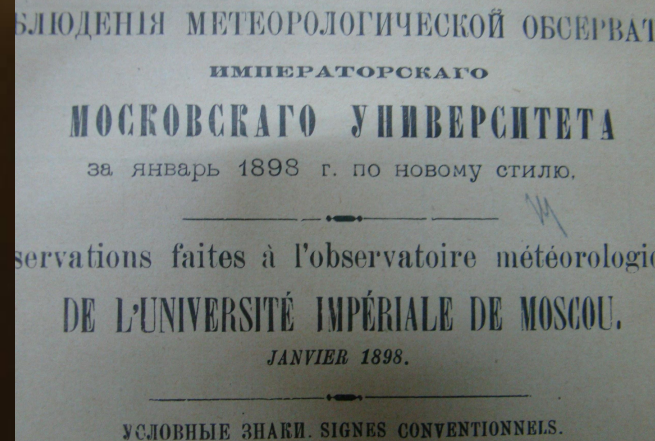 БЛЮДЕНІЯ МЕТЕОРОЛОГИЧЕСКОЙ ОБСЕРВАТ
ИМПЕРАТОРСКАГО
МОСКОВСКАГО УНИВЕРСИТЕТА
за январь 1898 г. по новому стилю.
servations faites à l'observatoire météorologi
DE L'UNIVERSITÉ IMPÉRIALE DE MOSCOU.
JANVIER 1898.
УСЛОВНЫЕ ЗНАКИ. SIGNES CONVENTIONNELS.